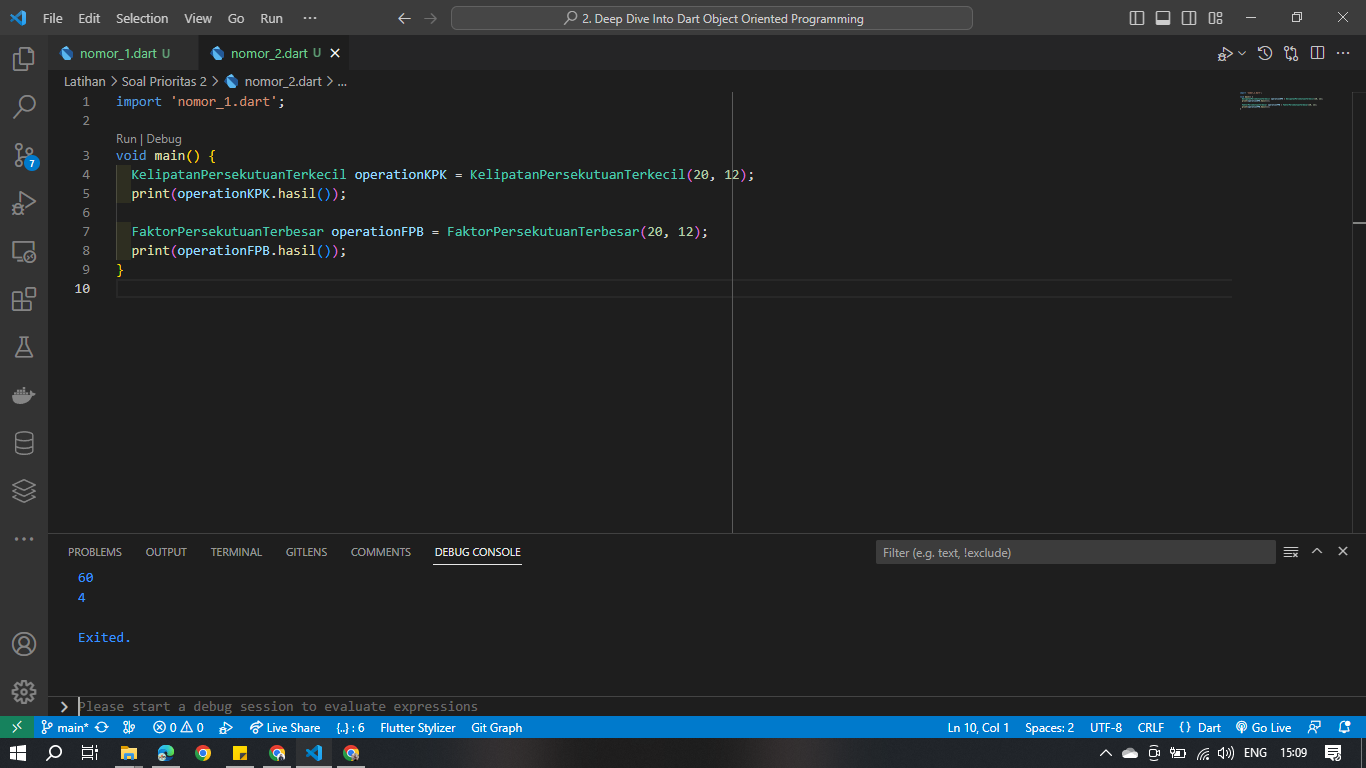 File Edit Selection View Go Run ··· 2. Deep Dive Into Dart Object Oriented Programming
nomor_1.dart U nomor_2.dart U
Latihan > Soal Prioritas 2 > nomor_2.dart > ...
1 import 'nomor_1.dart';
2
Run | Debug
3 void main() {
4 KelipatanPersekutuanTerkecil operationKPK = KelipatanPersekutuanTerkecil(20, 12);
5 print(operationKPK.hasil());
6
7 FaktorPersekutuanTerbesar operationFPB = FaktorPersekutuanTerbesar(20, 12);
8 print(operationFPB.hasil());
9 }
10
7
PROBLEMS OUTPUT TERMINAL GITLENS COMMENTS DEBUG CONSOLE Filter (e.g. text, !exclude)
60
4
Exited.
Please start a debug session to evaluate expressions
main* 0 0 Live Share {..} : 6 Flutter Stylizer Git Graph Ln 10, Col 1 Spaces: 2 UTF-8 CRLF { } Dart Go Live
ENG 15:09